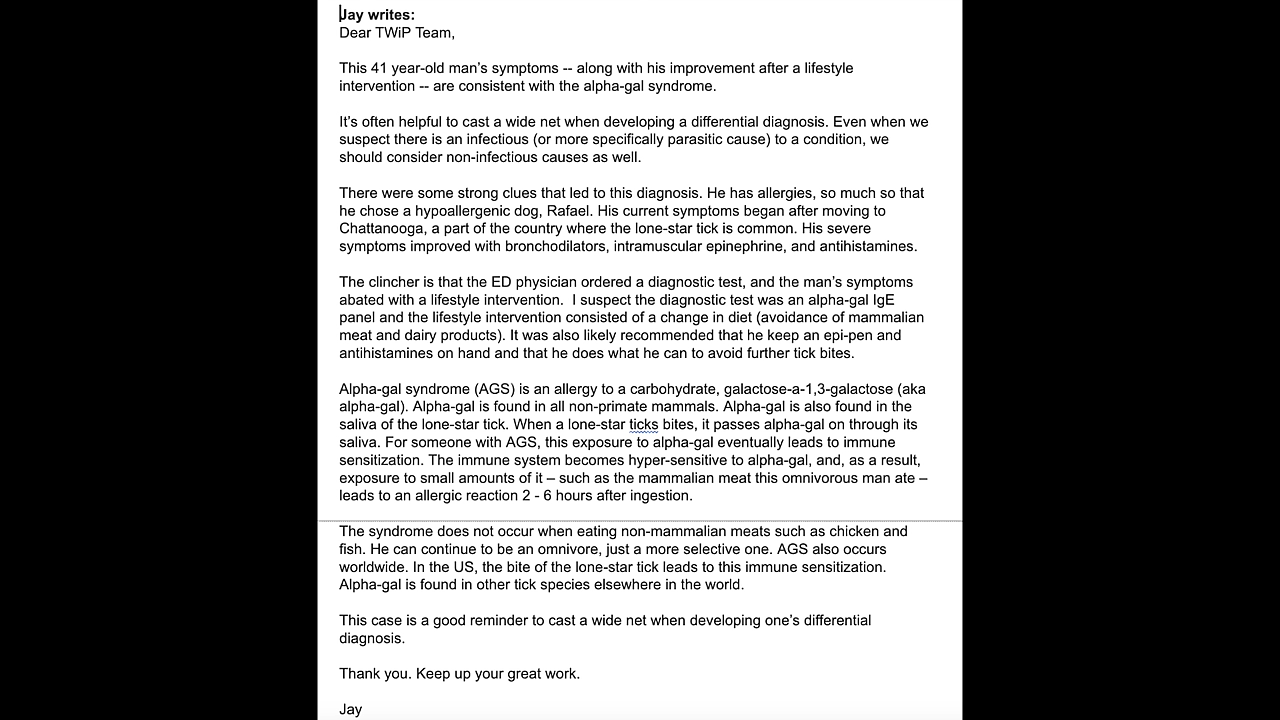 Jay writes:
Dear TWiP Team,
This 41 year-old man's symptoms -- along with his improvement after a lifestyle
intervention -- are consistent with the alpha-gal syndrome.
It's often helpful to cast a wide net when developing a differential diagnosis. Even when we
suspect there is an infectious (or more specifically parasitic cause) to a condition, we
should consider non-infectious causes as well.
There were some strong clues that led to this diagnosis. He has allergies, so much so that
he chose a hypoallergenic dog, Rafael. His current symptoms began after moving to
Chattanooga, a part of the country where the lone-star tick is common. His severe
symptoms improved with bronchodilators, intramuscular epinephrine, and antihistamines.
The clincher is that the ED physician ordered a diagnostic test, and the man's symptoms
abated with a lifestyle intervention.  I suspect the diagnostic test was an alpha-gal IgE
panel and the lifestyle intervention consisted of a change in diet (avoidance of mammalian
meat and dairy products). It was also likely recommended that he keep an epi-pen and
antihistamines on hand and that he does what he can to avoid further tick bites.
Alpha-gal syndrome (AGS) is an allergy to a carbohydrate, galactose-a-1,3-galactose (aka
alpha-gal). Alpha-gal is found in all non-primate mammals. Alpha-gal is also found in the
saliva of the lone-star tick. When a lone-star ticks bites, it passes alpha-gal on through its
saliva. For someone with AGS, this exposure to alpha-gal eventually leads to immune
sensitization. The immune system becomes hyper-sensitive to alpha-gal, and, as a result,
exposure to small amounts of it – such as the mammalian meat this omnivorous man ate –
leads to an allergic reaction 2 - 6 hours after ingestion.
The syndrome does not occur when eating non-mammalian meats such as chicken and
fish. He can continue to be an omnivore, just a more selective one. AGS also occurs
worldwide. In the US, the bite of the lone-star tick leads to this immune sensitization.
Alpha-gal is found in other tick species elsewhere in the world.
This case is a good reminder to cast a wide net when developing one's differential
diagnosis.
Thank you. Keep up your great work.
Jay